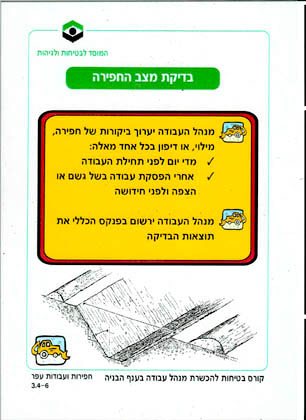 המוסד לבטיחות ולגיהות
בדיקת מצב החפירה
מנהל העבודה יערוך ביקורות של חפירה,
מילוי, או דיפון בכל אחד מאלה:
✓ מדי יום לפני תחילת העבודה
✓ אחרי הפסקת עבודה בשל גשם או
הצפה ולפני חידושה
מנהל העבודה ירשום בפנקס הכללי את
תוצאות הבדיקה
קורס בטיחות להכשרת מנהל עבודה בענף הבניה
חפירות ועבודות עפר
3.4-6